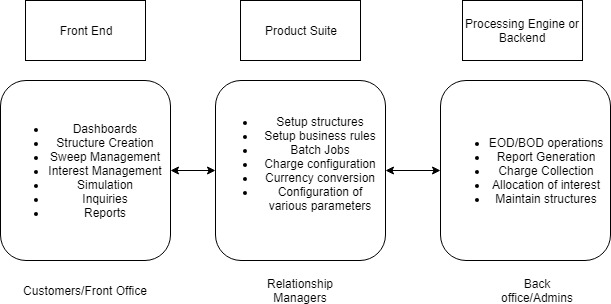 Front End
Product Suite
Processing Engine or
Backend
Dashboards
Structure Creation
Sweep Management
Interest Management
Simulation
Inquiries
Reports
Setup structures
Setup business rules
Batch Jobs
Charge configuration
Currency conversion
Configuration of
various parameters
EOD/BOD operations
Report Generation
Charge Collection
Allocation of interest
Maintain structures
Customers/Front Office
Relationship
Managers
Back
office/Admins